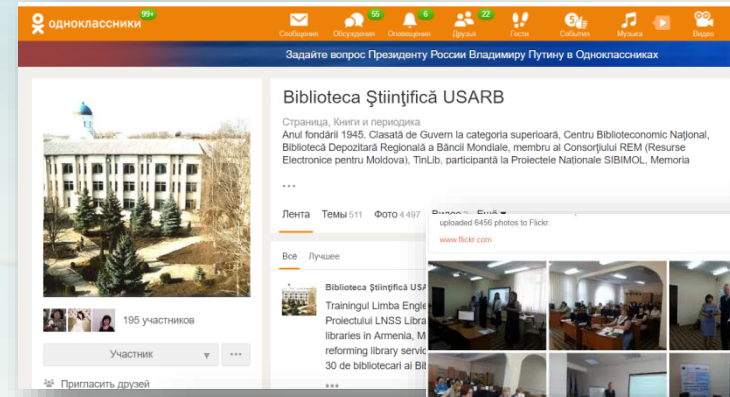 одноклассники 99+
Сообщения
Обсуждения 55
Оповещения 6
Друзья 22
Гости
События
Музыка
Видео
Задайте вопрос Президенту России Владимиру Путину в Одноклассниках
Biblioteca Ştiinţifică USARB
Страница, Книги и периодика
Anul fondării 1945. Clasată de Guvern la categoria superioară, Centru Biblioteconomic Naţional,
Bibliotecă Depozitară Regională a Băncii Mondiale, membru al Consorţiului REM (Resurse
Electronice pentru Moldova), TinLib, participantă la Proiectele Naţionale SIBIMOL, Memoria
...
Лента Темы 511 Фото 4 497 Видео Ещё
Всё Лучшее
Biblioteca Ştiinţifică
Trainingul Limba
Proiectului LNSS
libraries in Armenia,
reforming library
30 de bibliotecari ai
...
195 участников
Участник
...
Пригласить друзей
uploaded 6456 photos to Flickr.
www.flickr.com